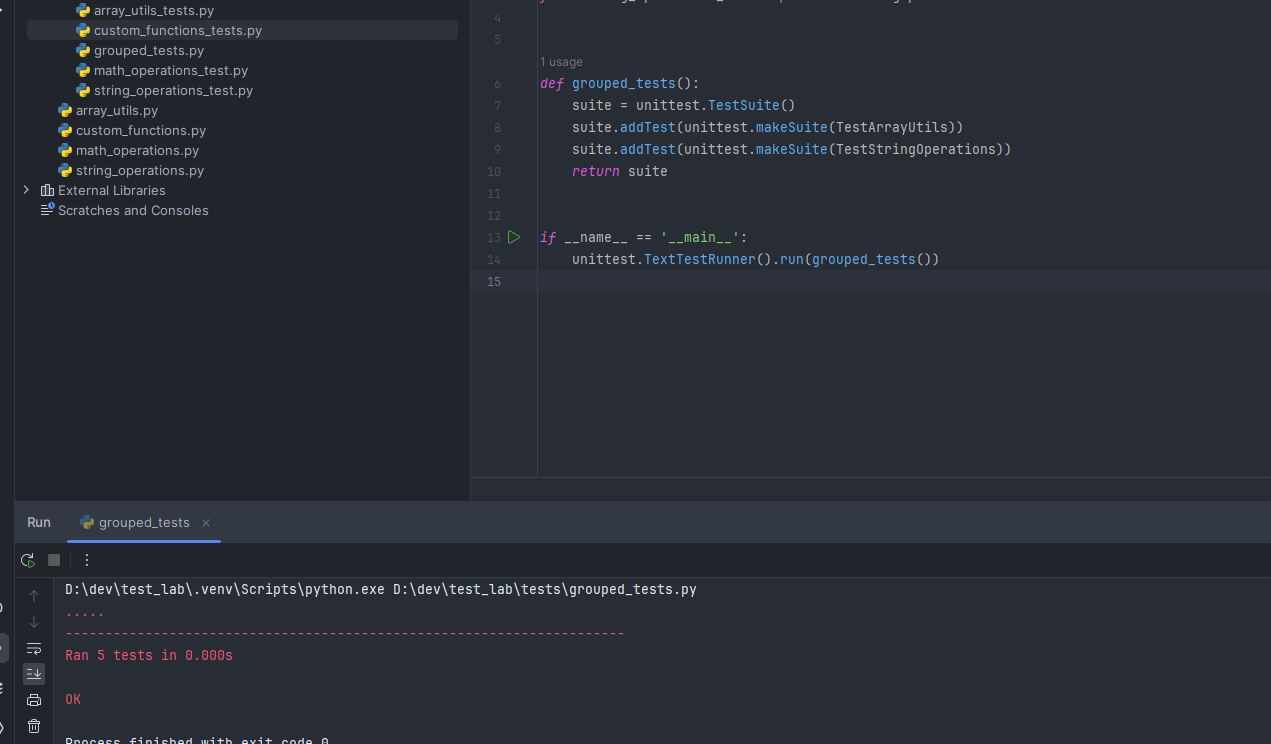 array_utils_tests.py
custom_functions_tests.py
grouped_tests.py
math_operations_test.py
string_operations_test.py
array_utils.py
custom_functions.py
math_operations.py
string_operations.py
External Libraries
Scratches and Consoles
4
5
1 usage
6 def grouped_tests():
7 suite = unittest.TestSuite()
8 suite.addTest(unittest.makeSuite(TestArrayUtils))
9 suite.addTest(unittest.makeSuite(TestStringOperations))
10 return suite
11
12
13 if __name__ == '__main__':
14 unittest.TextTestRunner().run(grouped_tests())
15
Run grouped_tests
D:\dev\test_lab\.venv\Scripts\python.exe D:\dev\test_lab\tests\grouped_tests.py
.....
----------------------------------------------------------------------
Ran 5 tests in 0.000s
OK
Process finished with exit code 0